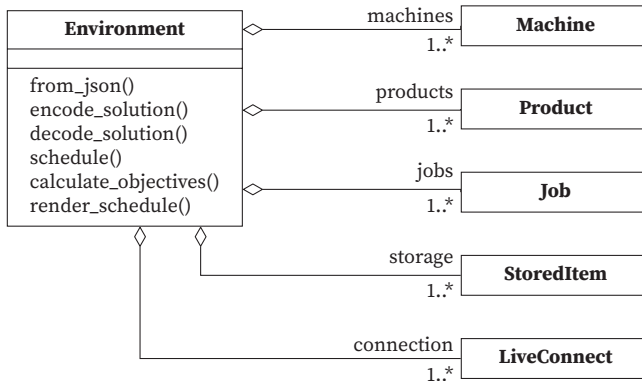 Environment
from_json()
encode_solution()
decode_solution()
schedule()
calculate_objectives()
render_schedule()
machines
1..*
Machine
products
1..*
Product
jobs
1..*
Job
storage
1..*
StoredItem
connection
1..*
LiveConnect